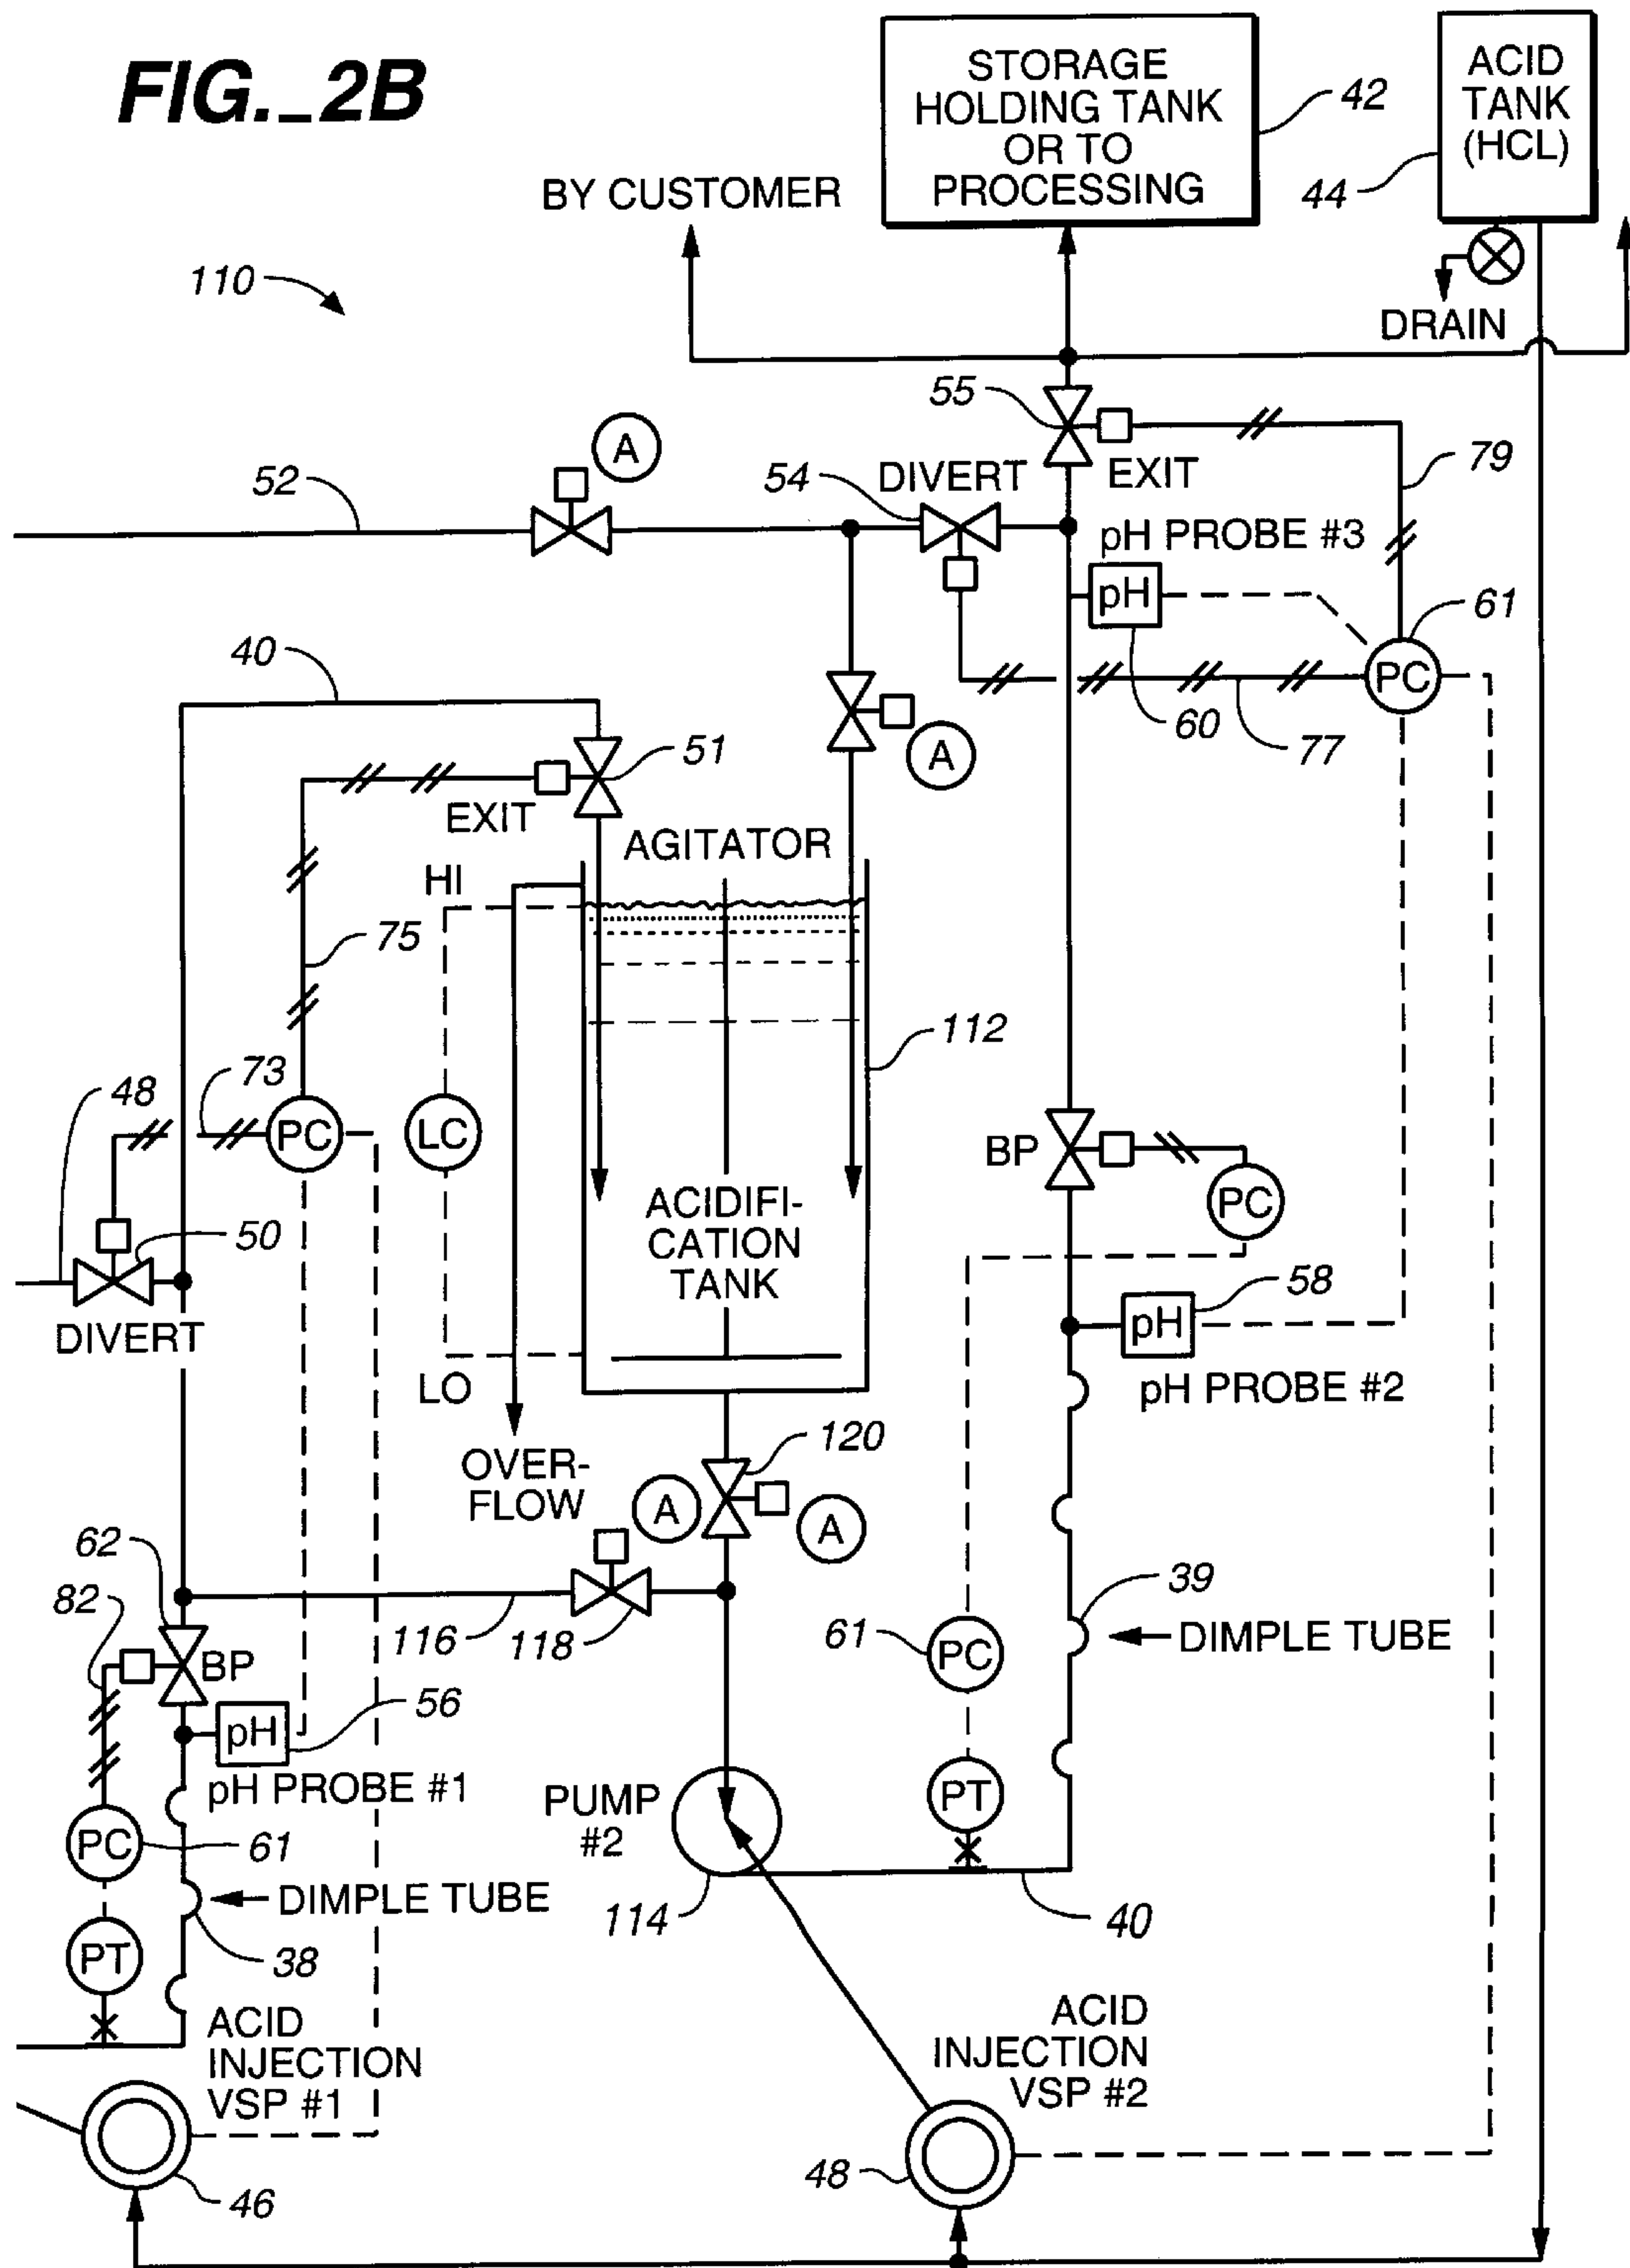 FIG._2B
STORAGE
HOLDING TANK
OR TO
PROCESSING
42
ACID
TANK
(HCL)
44
BY CUSTOMER
110
DRAIN
55
EXIT
79
A
52
54
DIVERT
pH PROBE #3
pH
61
PC
60
77
40
51
EXIT
A
AGITATOR
HI
75
112
48
73
PC
LC
BP
PC
ACIDIFI-
CATION
TANK
50
58
pH
DIVERT
LO
pH PROBE #2
120
OVER-
FLOW
A
A
62
82
39
DIMPLE TUBE
116
118
61
PC
BP
56
pH
pH PROBE #1
PUMP
#2
PT
PC
61
DIMPLE TUBE
114
40
PT
38
ACID
INJECTION
VSP #1
ACID
INJECTION
VSP #2
46
48